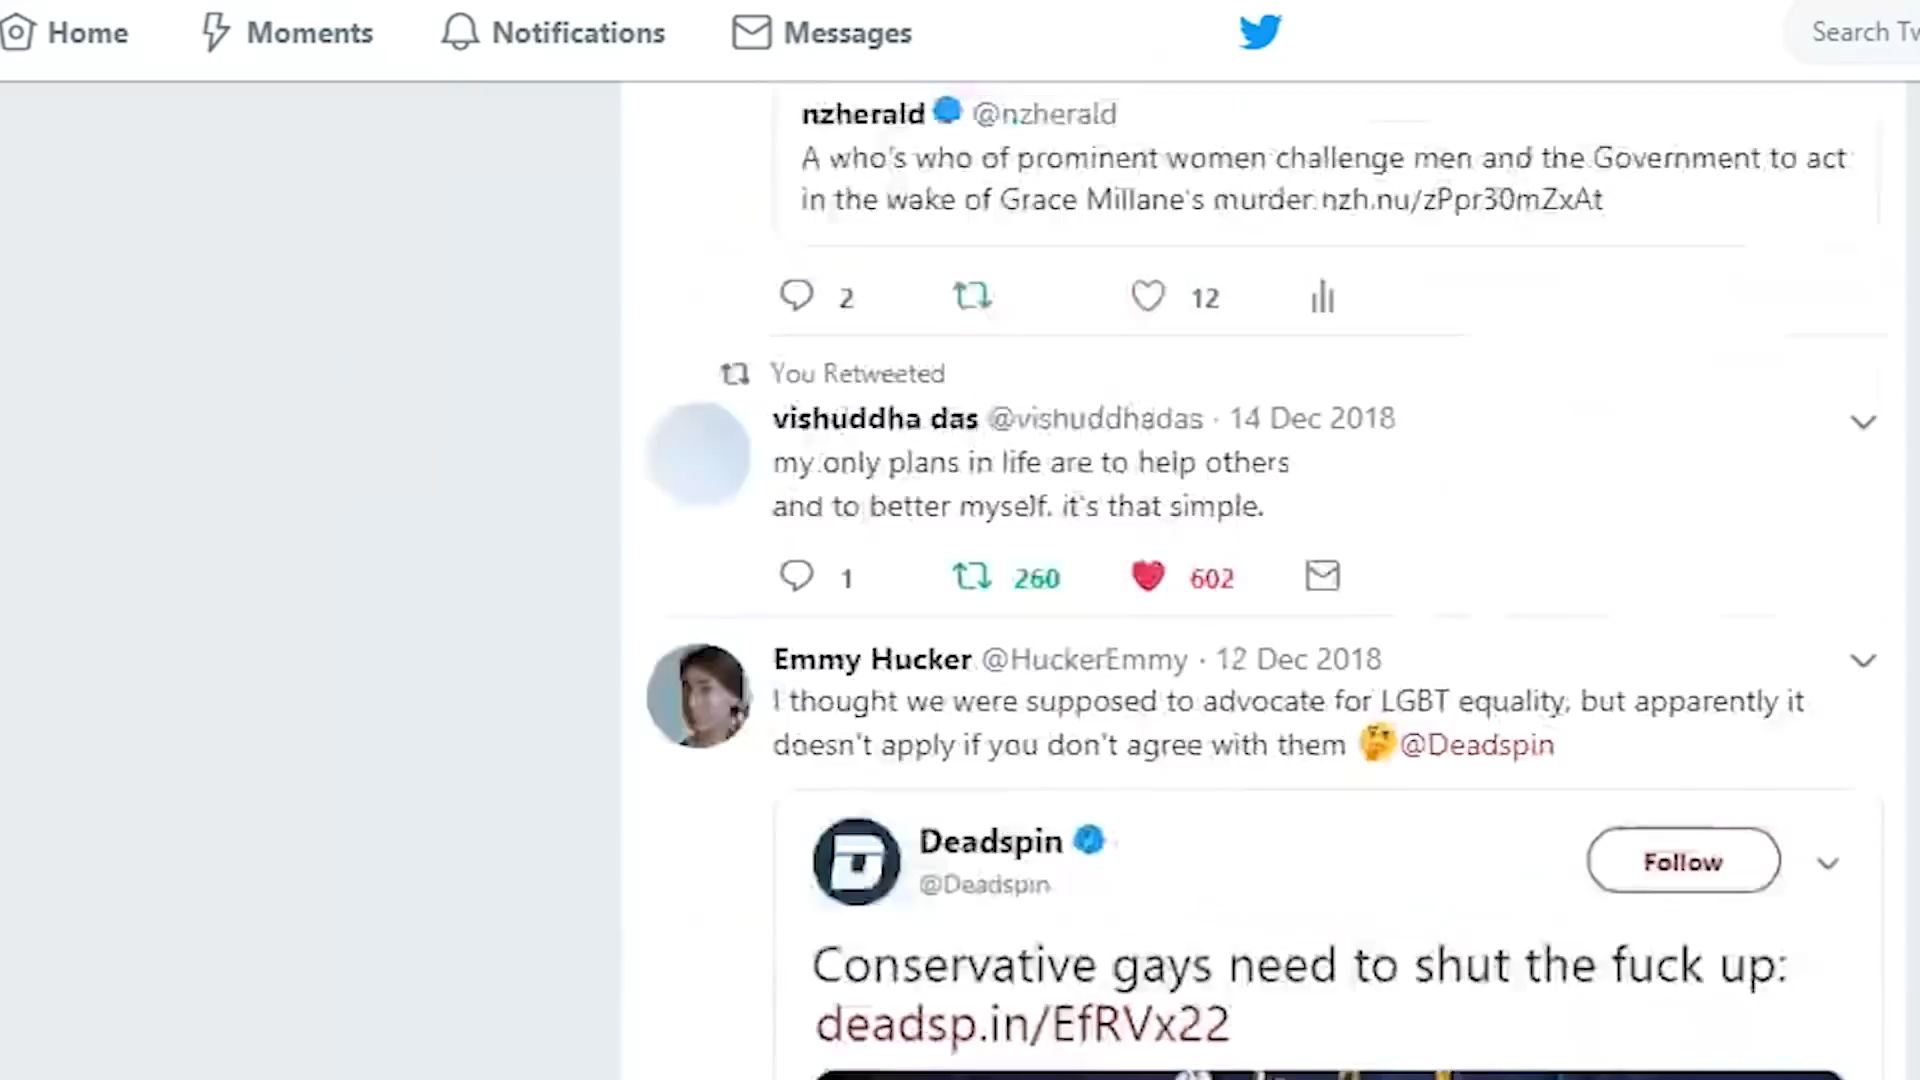 Home Moments Notifications Messages Search Tw
nzherald @nzherald
A who's who of prominent women challenge men and the Government to act
in the wake of Grace Millane's murder nzh.nu/zPpr30mZxAt
2 12
You Retweeted
vishuddha das @vishuddhadas · 14 Dec 2018
my only plans in life are to help others
and to better myself. it's that simple.
1 260 602
Emmy Hucker @HuckerEmmy · 12 Dec 2018
I thought we were supposed to advocate for LGBT equality, but apparently it
doesn't apply if you don't agree with them 🤔@Deadspin
Deadspin
@Deadspin
Follow
Conservative gays need to shut the fuck up:
deadsp.in/EfRVx22